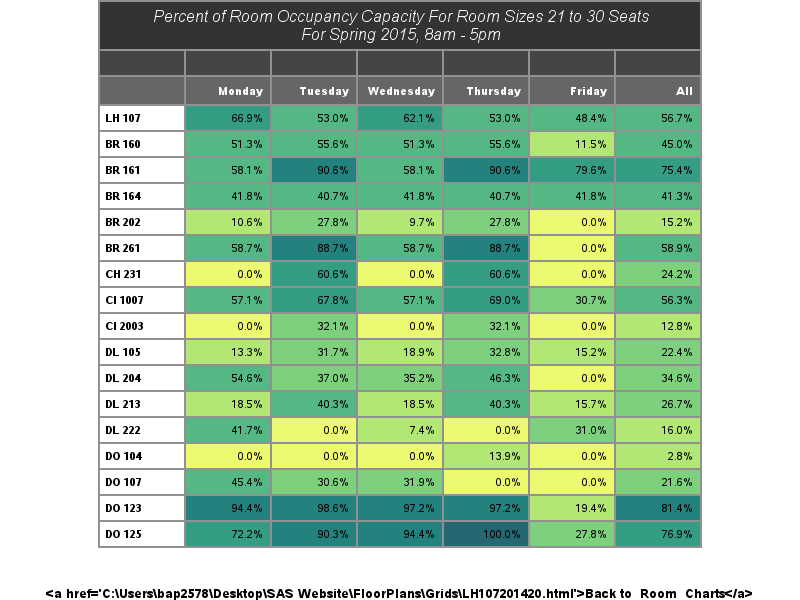 Percent of Room Occupancy Capacity For Room Sizes 21 to 30 Seats
For Spring 2015, 8am - 5pm
Monday Tuesday Wednesday Thursday Friday All
LH 107 66.9% 53.0% 62.1% 53.0% 48.4% 56.7%
BR 160 51.3% 55.6% 51.3% 55.6% 11.5% 45.0%
BR 161 58.1% 90.6% 58.1% 90.6% 79.6% 75.4%
BR 164 41.8% 40.7% 41.8% 40.7% 41.8% 41.3%
BR 202 10.6% 27.8% 9.7% 27.8% 0.0% 15.2%
BR 261 58.7% 88.7% 58.7% 88.7% 0.0% 58.9%
CH 231 0.0% 60.6% 0.0% 60.6% 0.0% 24.2%
CI 1007 57.1% 67.8% 57.1% 69.0% 30.7% 56.3%
CI 2003 0.0% 32.1% 0.0% 32.1% 0.0% 12.8%
DL 105 13.3% 31.7% 18.9% 32.8% 15.2% 22.4%
DL 204 54.6% 37.0% 35.2% 46.3% 0.0% 34.6%
DL 213 18.5% 40.3% 18.5% 40.3% 15.7% 26.7%
DL 222 41.7% 0.0% 7.4% 0.0% 31.0% 16.0%
DO 104 0.0% 0.0% 0.0% 13.9% 0.0% 2.8%
DO 107 45.4% 30.6% 31.9% 0.0% 0.0% 21.6%
DO 123 94.4% 98.6% 97.2% 97.2% 19.4% 81.4%
DO 125 72.2% 90.3% 94.4% 100.0% 27.8% 76.9%
<a href='C:\Users\bap2578\Desktop\SAS Website\FloorPlans\Grids\LH107201420.html'>Back to Room Charts</a>